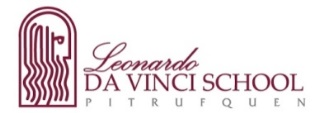 Leonardo
DA VINCI SCHOOL
PITRUFQUEN